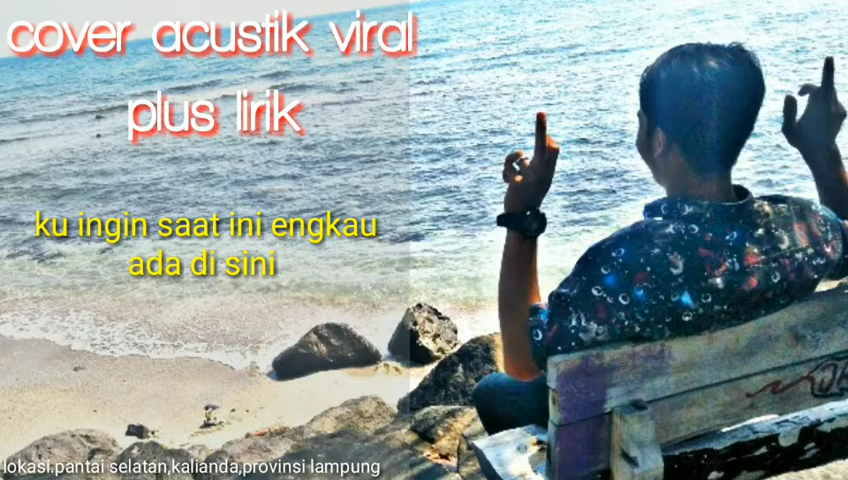 cover acustik viral
plus lirik
ku ingin saat ini engkau
ada di sini
lokasi.pantai selatan,kalianda,provinsi lampung